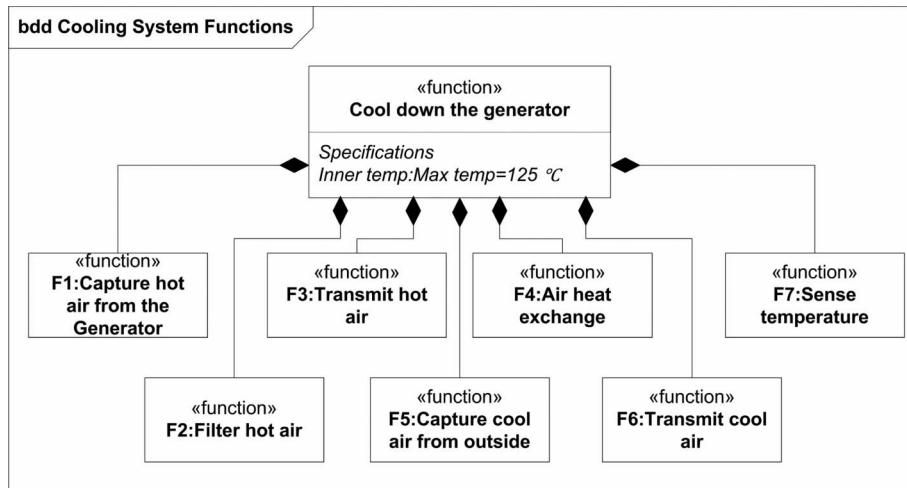 bdd Cooling System Functions
«function»
Cool down the generator
Specifications
Inner temp:Max temp=125 ℃
«function»
F1:Capture hot
air from the
Generator
«function»
F3:Transmit hot
air
«function»
F4:Air heat
exchange
«function»
F7:Sense
temperature
«function»
F2:Filter hot air
«function»
F5:Capture cool
air from outside
«function»
F6:Transmit cool
air